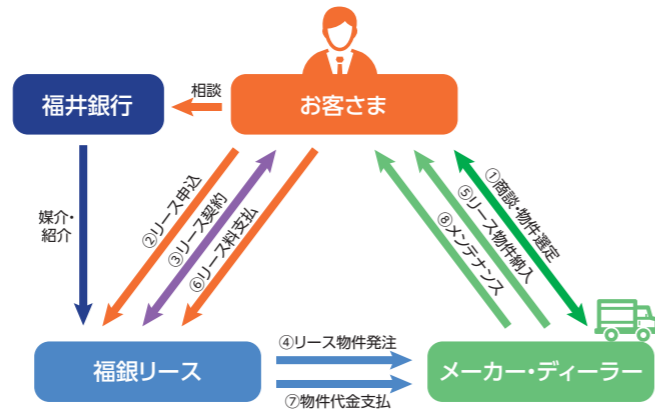 相談
福井銀行
お客さま
媒介・
紹介
②リース申込
③リース契約
⑥リース料支払
①商談・物件選定
⑤リース物件納入
⑧メンテナンス
④リース物件発注
福銀リース
メーカー・ディーラー
⑦物件代金支払